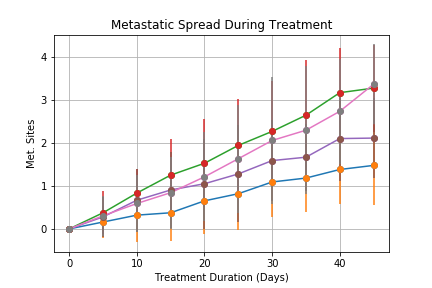 Metastatic Spread During Treatment
4
3
2
1
0
Met. Sites
0 10 20 30 40
Treatment Duration (Days)